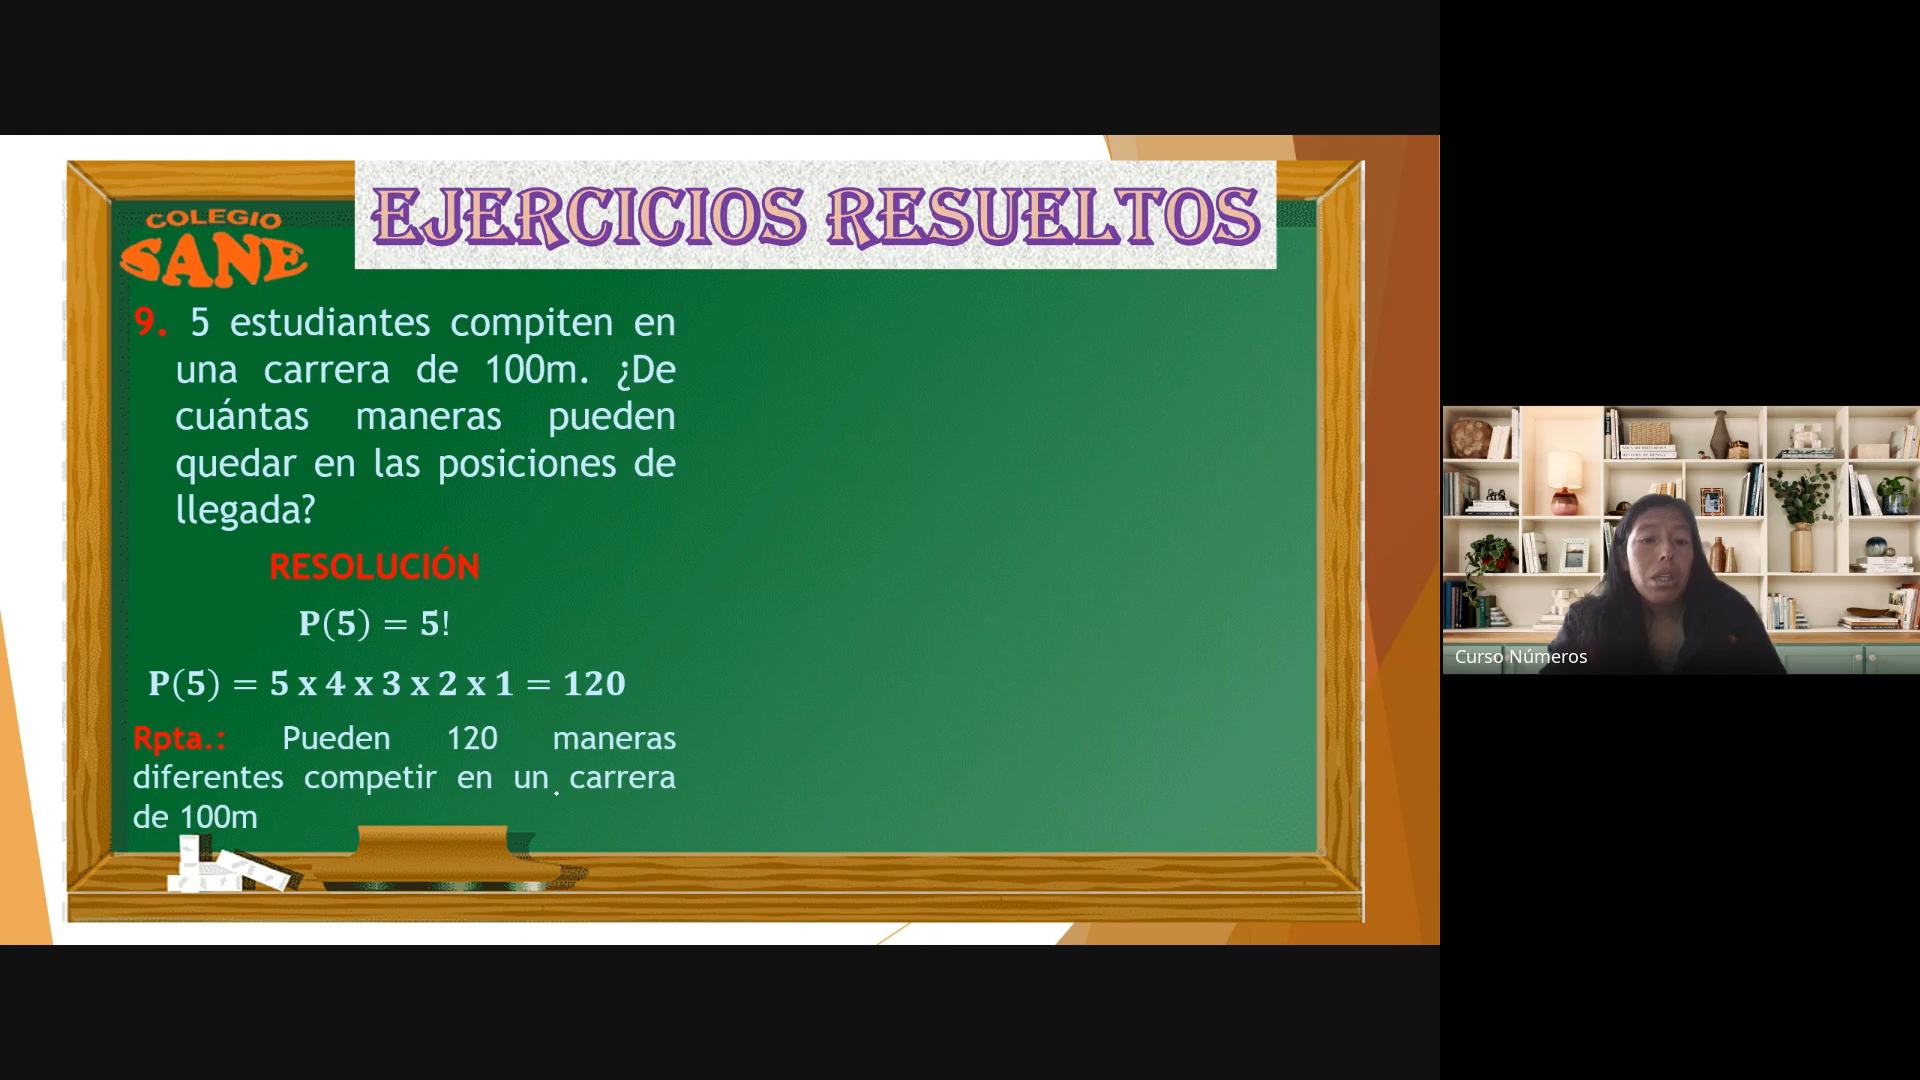 EJERCICIOS RESUELTOS
COLEGIO
SANE
9. 5 estudiantes compiten en
una carrera de 100m. ¿De
cuántas maneras pueden
quedar en las posiciones de
llegada?
RESOLUCIÓN
P(5) = 5!
P(5) = 5 x 4 x 3 x 2 x 1 = 120
Rpta.: Pueden 120 maneras
diferentes competir en un carrera
de 100m
Curso Números